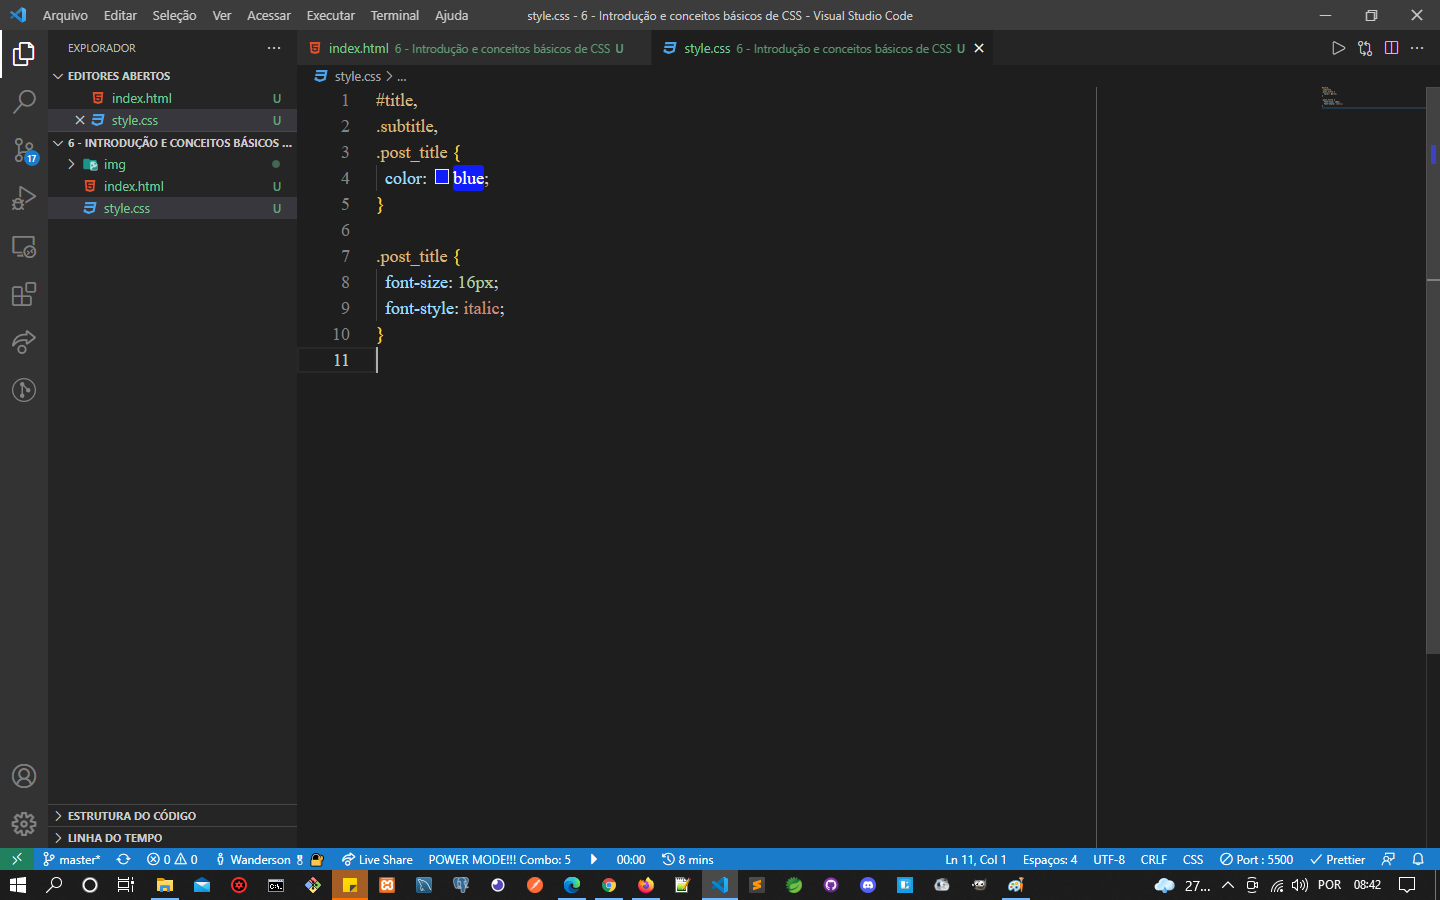 Arquivo Editar Seleção Ver Acessar Executar Terminal Ajuda style.css - 6 - Introdução e conceitos básicos de CSS - Visual Studio Code
EXPLORADOR
index.html 6 - Introdução e conceitos básicos de CSS U
style.css 6 - Introdução e conceitos básicos de CSS U
EDITORES ABERTOS
index.html U
style.css U
6 - INTRODUÇÃO E CONCEITOS BÁSICOS ...
img
index.html U
style.css U
17
ESTRUTURA DO CÓDIGO
LINHA DO TEMPO
style.css > ...
1 #title,
2 .subtitle,
3 .post_title {
4 color: blue;
5 }
6
7 .post_title {
8 font-size: 16px;
9 font-style: italic;
10 }
11
master* 0 0 Wanderson Live Share POWER MODE!!! Combo: 5 00:00 8 mins Ln 11, Col 1 Espaços: 4 UTF-8 CRLF CSS Port : 5500 Prettier
27... POR 08:42